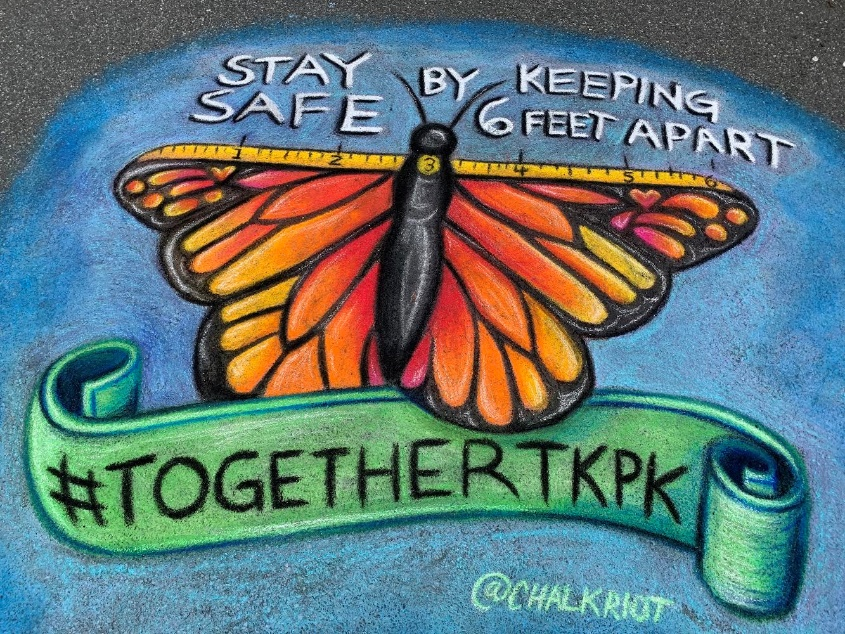 STAY BY KEEPING
SAFE 6 FEET APART
1 2 3 4 5 6
#TOGETHERTKPK
@CHALKRIOT